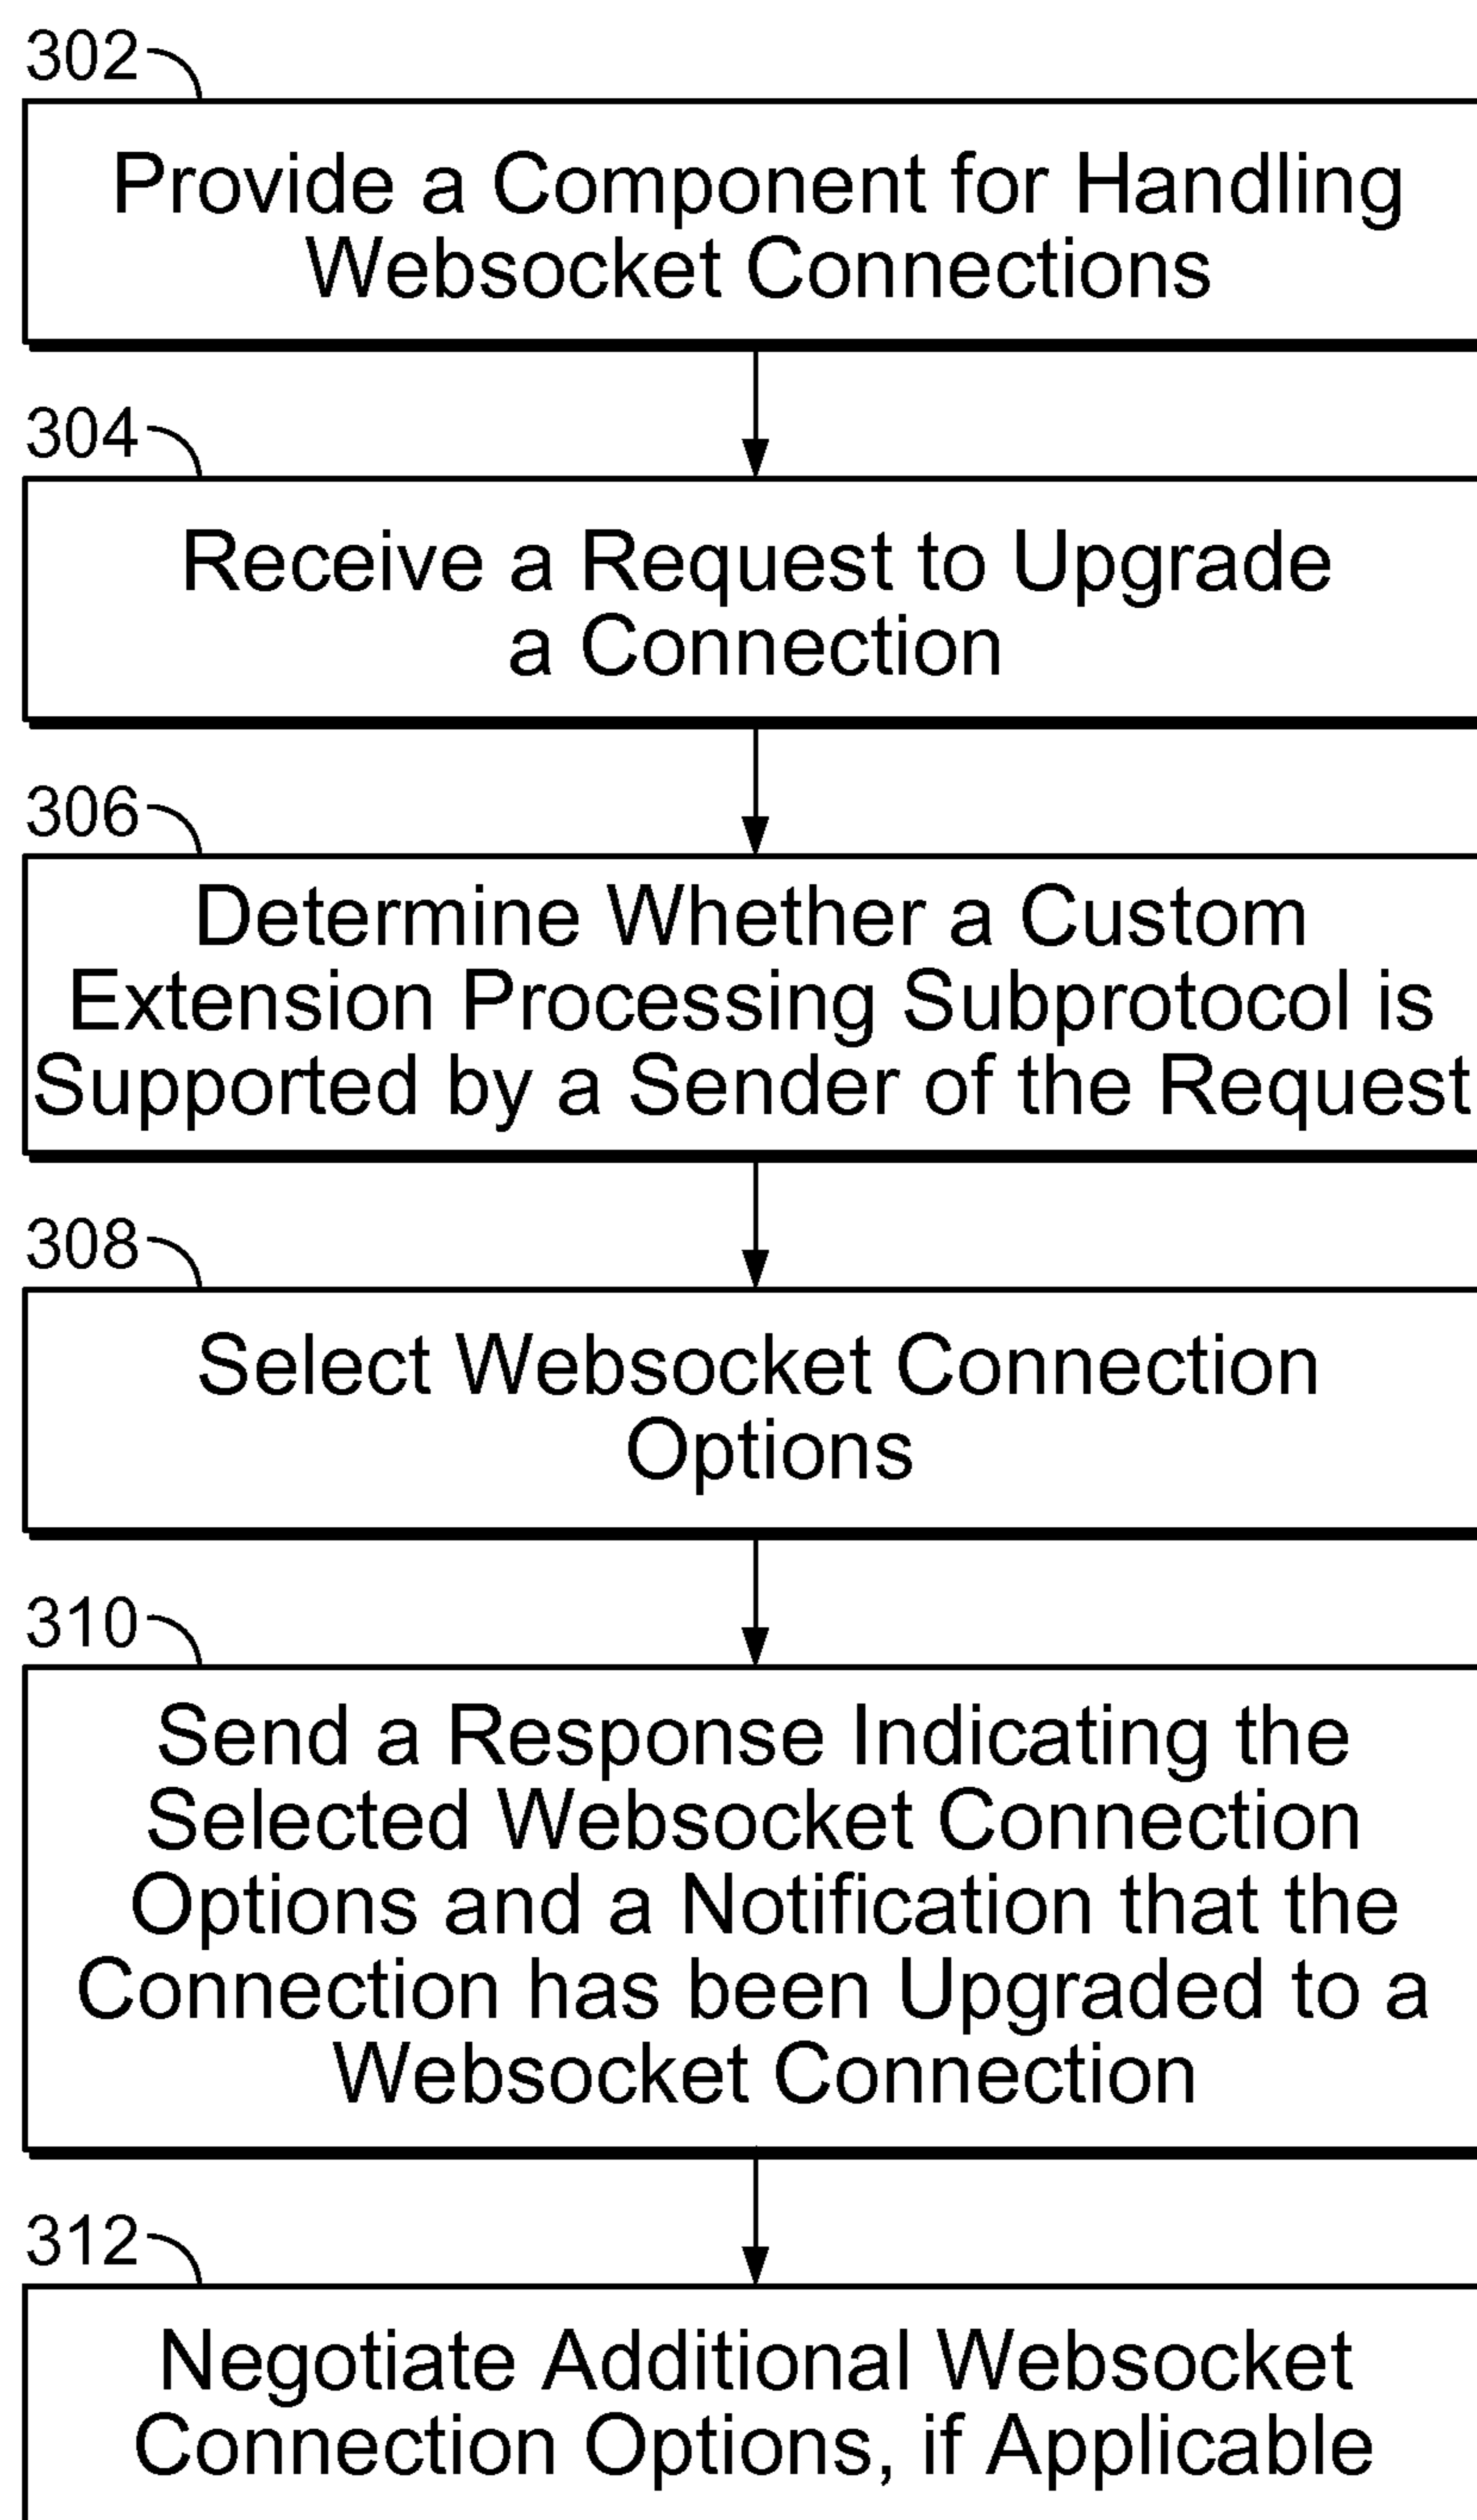 302
Provide a Component for Handling
Websocket Connections
304
Receive a Request to Upgrade
a Connection
306
Determine Whether a Custom
Extension Processing Subprotocol is
Supported by a Sender of the Request
308
Select Websocket Connection
Options
310
Send a Response Indicating the
Selected Websocket Connection
Options and a Notification that the
Connection has been Upgraded to a
Websocket Connection
312
Negotiate Additional Websocket
Connection Options, if Applicable